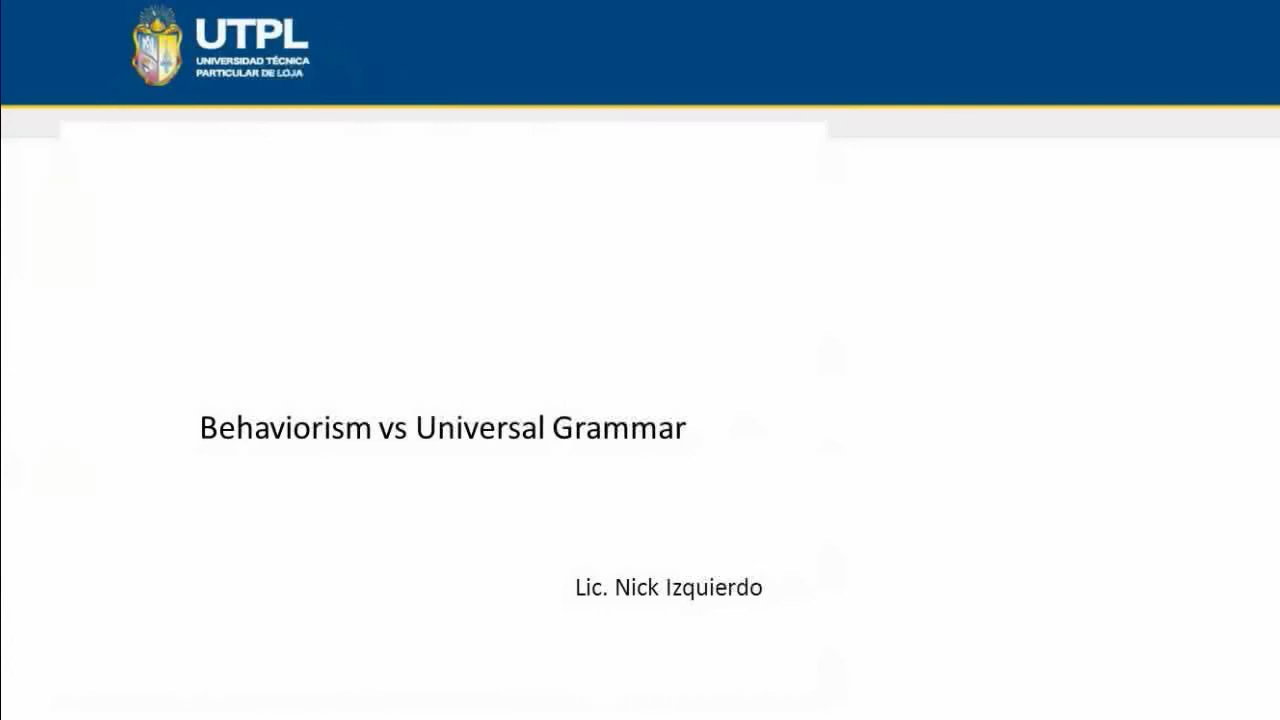 UTPL
UNIVERSIDAD TÉCNICA
PARTICULAR DE LOJA
Behaviorism vs Universal Grammar
Lic. Nick Izquierdo